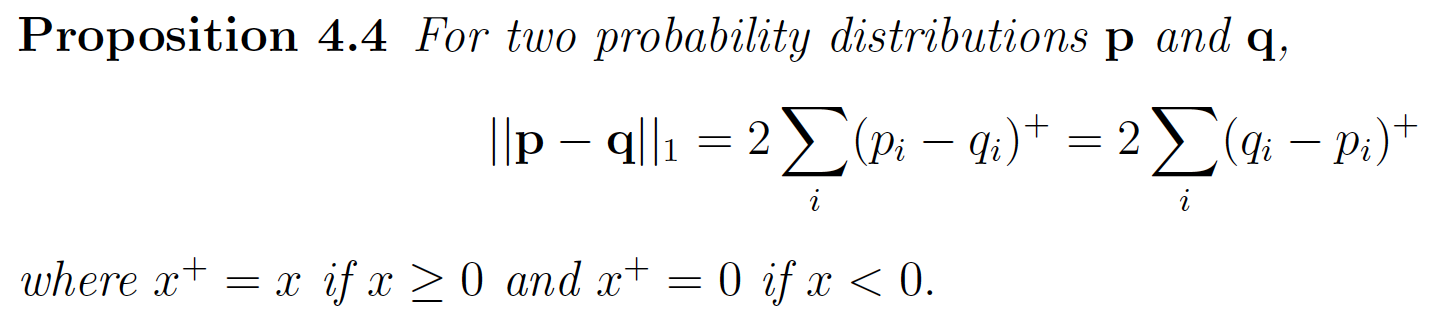 Proposition 4.4 For two probability distributions p and q,
||p − q||₁ = 2 ∑ᵢ (pᵢ − qᵢ)⁺ = 2 ∑ᵢ (qᵢ − pᵢ)⁺
where x⁺ = x if x ≥ 0 and x⁺ = 0 if x < 0.